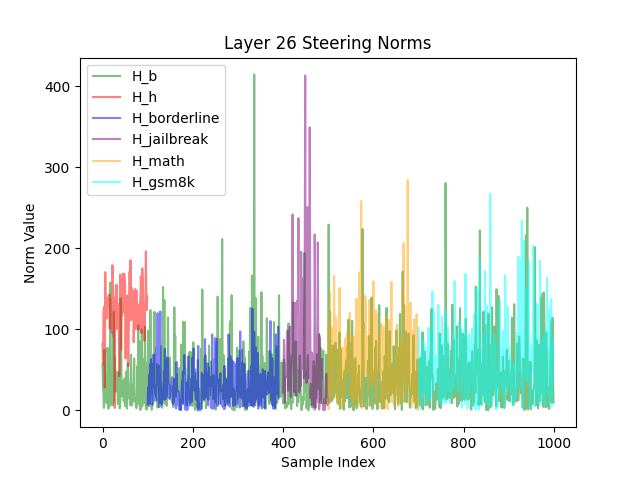 Layer 26 Steering Norms
H_b
H_h
H_borderline
H_jailbreak
H_math
H_gsm8k
Norm Value
400
300
200
100
0
0
200
400
600
800
1000
Sample Index